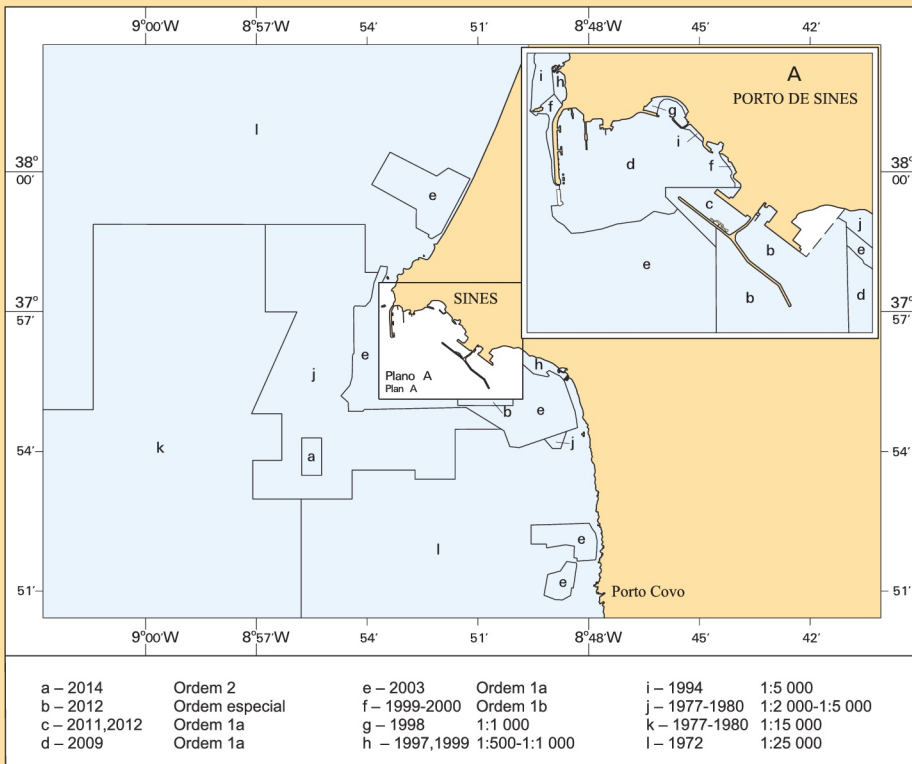 9°00′W 8°57′W 54′ 51′ 8°48′W 45′ 42′
A
PORTO DE SINES
i
h
f
g
i
f
d
c
j
e
b
e
b
d
l
38°
00′
38°
00′
e
37°
57′
37°
57′
SINES
e
h
j
Plano A
Plan A
b
e
j
k
a
54′
54′
l
e
e
51′
51′
Porto Covo
9°00′W 8°57′W 54′ 51′ 8°48′W 45′ 42′
a – 2014 Ordem 2
b – 2012 Ordem especial
c – 2011,2012 Ordem 1a
d – 2009 Ordem 1a
e – 2003 Ordem 1a
f – 1999-2000 Ordem 1b
g – 1998 1:1 000
h – 1997,1999 1:500-1:1 000
i – 1994 1:5 000
j – 1977-1980 1:2 000-1:5 000
k – 1977-1980 1:15 000
l – 1972 1:25 000